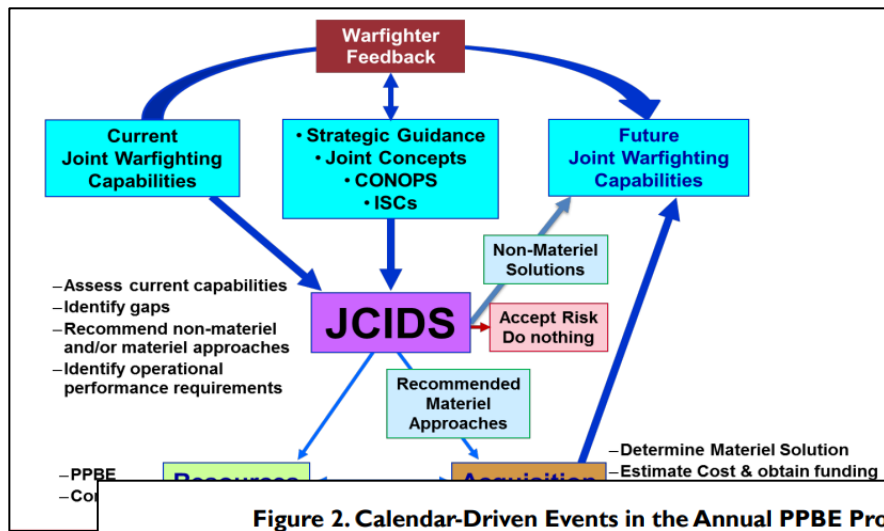 Warfighter
Feedback
Current
Joint Warfighting
Capabilities
• Strategic Guidance
• Joint Concepts
• CONOPS
• ISCs
Future
Joint Warfighting
Capabilities
Non-Materiel
Solutions
–Assess current capabilities
–Identify gaps
–Recommend non-materiel
and/or materiel approaches
–Identify operational
performance requirements
JCIDS
Accept Risk
Do nothing
Recommended
Materiel
Approaches
–PPBE
Resources
Acquisition
–Determine Materiel Solution
–Estimate Cost & obtain funding
Figure 2. Calendar-Driven Events in the Annual PPBE